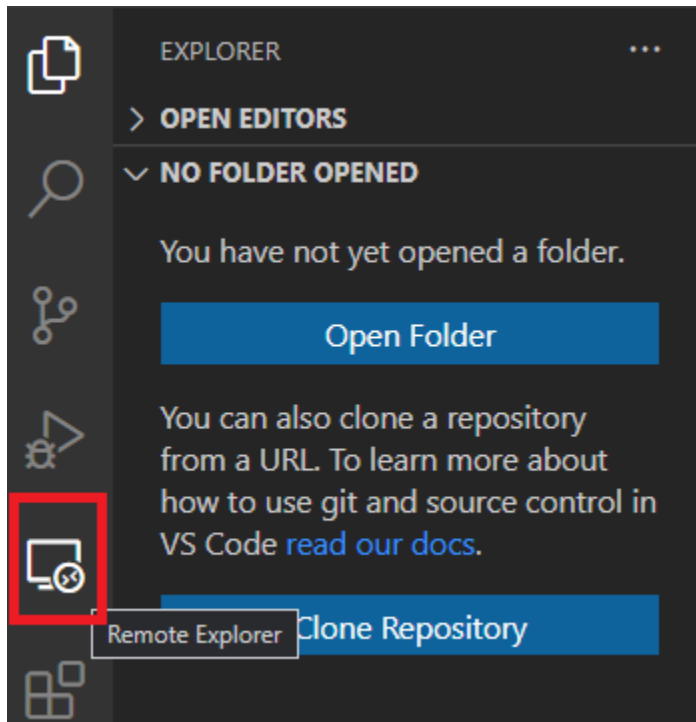 EXPLORER
OPEN EDITORS
NO FOLDER OPENED
You have not yet opened a folder.
Open Folder
You can also clone a repository
from a URL. To learn more about
how to use git and source control in
VS Code read our docs.
Remote Explorer
Clone Repository